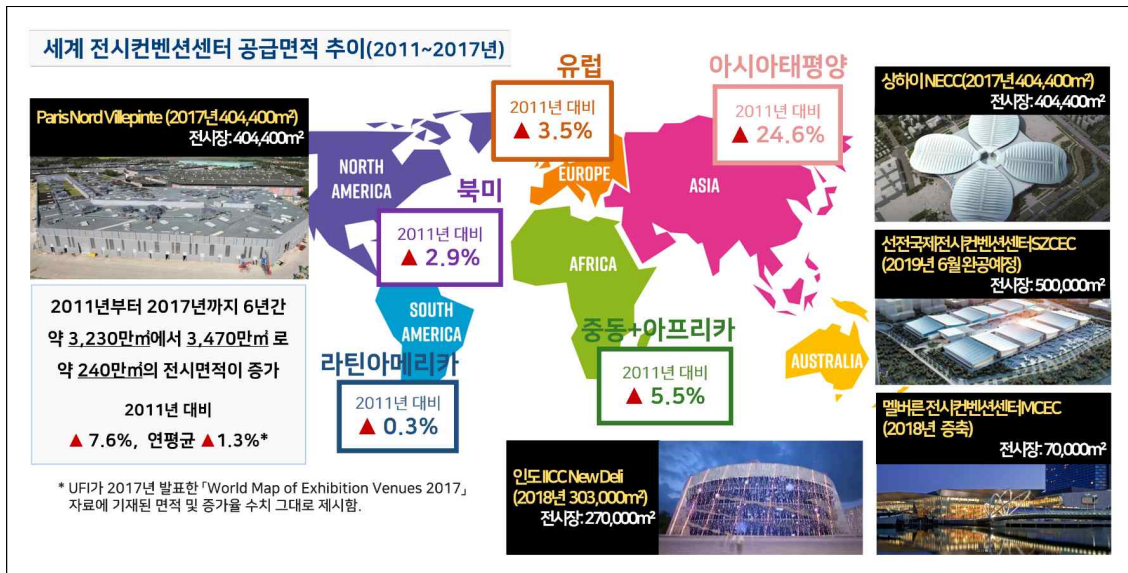 세계 전시컨벤션센터 공급면적 추이(2011~2017년)
Paris Nord Villepinte (2017년 404,400m²)
전시장: 404,400m²
2011년부터 2017년까지 6년간
약 3,230만㎡에서 3,470만㎡ 로
약 240만㎡의 전시면적이 증가
2011년 대비
▲ 7.6%, 연평균 ▲1.3%*
* UFI가 2017년 발표한 「World Map of Exhibition Venues 2017」
자료에 기재된 면적 및 증가율 수치 그대로 제시함.
유럽
2011년 대비
▲ 3.5%
아시아태평양
2011년 대비
▲ 24.6%
북미
2011년 대비
▲ 2.9%
라틴아메리카
2011년 대비
▲ 0.3%
중동+아프리카
2011년 대비
▲ 5.5%
NORTH
AMERICA
EUROPE
ASIA
AFRICA
SOUTH
AMERICA
AUSTRALIA
상하이 NECC(2017년 404,400m²)
전시장: 404,400m²
선전국제전시컨벤션센터SZCEC
(2019년 6월 완공예정)
전시장: 500,000m²
멜버른 전시컨벤션센터MCEC
(2018년 증축)
전시장: 70,000m²
인도 IICC New Deli
(2018년 303,000m²)
전시장: 270,000m²